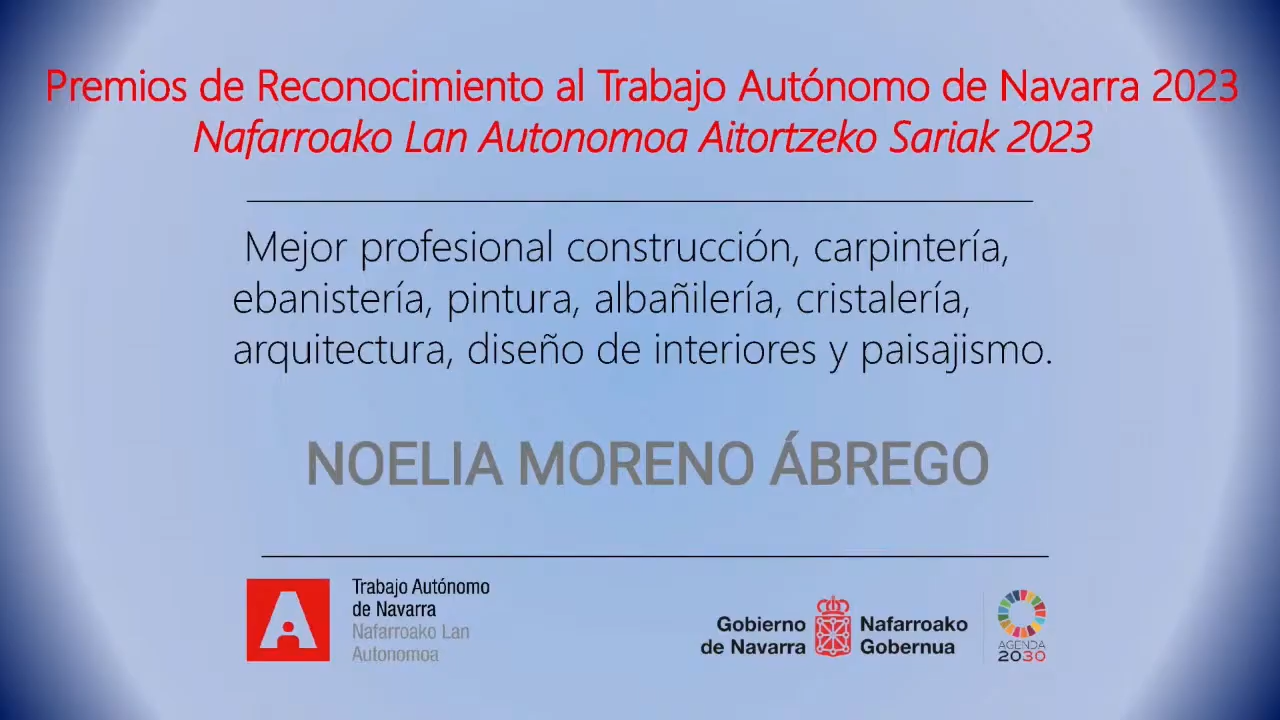 Premios de Reconocimiento al Trabajo Autónomo de Navarra 2023
Nafarroako Lan Autonomoa Aitortzeko Sariak 2023
Mejor profesional construcción, carpintería,
ebanistería, pintura, albañilería, cristalería,
arquitectura, diseño de interiores y paisajismo.
NOELIA MORENO ÁBREGO
Trabajo Autónomo
de Navarra
Nafarroako Lan
Autonomoa
Gobierno
de Navarra
Nafarroako
Gobernua
AGENDA
2030